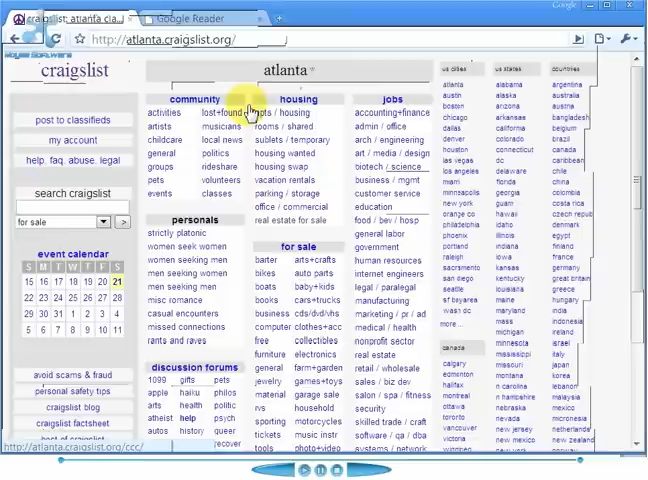 Google
craigslist: atlanta cla...
Google Reader
http://atlanta.craigslist.org/
craigslist
post to classifieds
my account
help, faq, abuse, legal
search craigslist
for sale
>
event calendar
S M T W T F S
15 16 17 18 19 20 21
22 23 24 25 26 27 28
29 30 31 1 2 3 4
5 6 7 8 9 10 11
avoid scams & fraud
personal safety tips
craigslist blog
craigslist factsheet
best of craigslist
http://atlanta.craigslist.org/ccc/
atlanta
community
activities lost+found
artists musicians
childcare local news
general politics
groups rideshare
pets volunteers
events classes
personals
strictly platonic
women seek women
women seeking men
men seeking women
men seeking men
misc romance
casual encounters
missed connections
rants and raves
discussion forums
1099 gifts pets
apple haiku philos
arts health politic
atheist help psych
autos history queer
recover
housing
apts / housing
rooms / shared
sublets / temporary
housing wanted
housing swap
vacation rentals
parking / storage
office / commercial
real estate for sale
for sale
barter arts+crafts
bikes auto parts
boats baby+kids
books cars+trucks
business cds/dvd/vhs
computer clothes+acc
free collectibles
furniture electronics
general farm+garden
jewelry games+toys
material garage sale
rvs household
sporting motorcycles
tickets music instr
tools photo+video
jobs
accounting+finance
admin / office
arch / engineering
art / media / design
biotech / science
business / mgmt
customer service
education
food / bev / hosp
general labor
government
human resources
internet engineers
legal / paralegal
manufacturing
marketing / pr / ad
medical / health
nonprofit sector
real estate
retail / wholesale
sales / biz dev
salon / spa / fitness
security
skilled trade / craft
software / qa / dba
systems / network
us cities
atlanta
austin
boston
chicago
dallas
denver
houston
las vegas
los angeles
miami
minneapolis
new york
orange co
philadelphia
phoenix
portland
raleigh
sacramento
san diego
seattle
sf bayarea
wash dc
more ...
canada
calgary
edmonton
halifax
montreal
ottawa
toronto
vancouver
victoria
us states
alabama
alaska
arizona
arkansas
california
colorado
connecticut
dc
delaware
florida
georgia
guam
hawaii
idaho
illinois
indiana
iowa
kansas
kentucky
louisiana
maine
maryland
mass
michigan
minnesota
mississippi
missouri
montana
n carolina
n hampshire
nebraska
nevada
new jersey
new mexico
countries
argentina
australia
austria
bangladesh
belgium
brazil
canada
caribbean
chile
china
colombia
costa rica
czech repub
denmark
egypt
finland
france
germany
great britain
greece
hungary
india
indonesia
ireland
israel
italy
japan
korea
lebanon
malaysia
mexico
micronesia
netherlands
new zealand